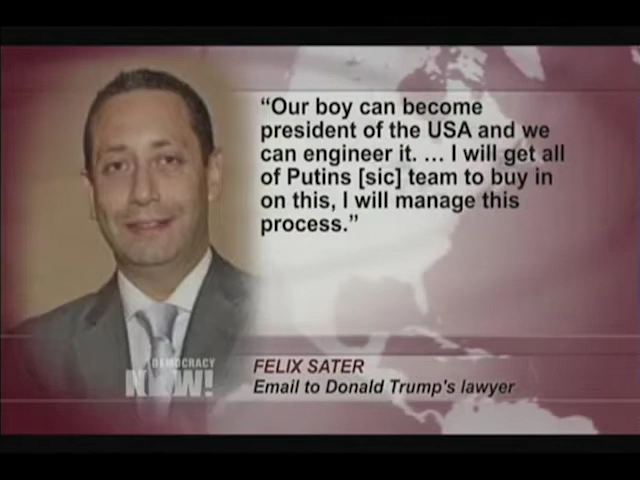 “Our boy can become
president of the USA and we
can engineer it. … I will get all
of Putins [sic] team to buy in
on this, I will manage this
process.”
DEMOCRACY
NOW!
FELIX SATER
Email to Donald Trump's lawyer